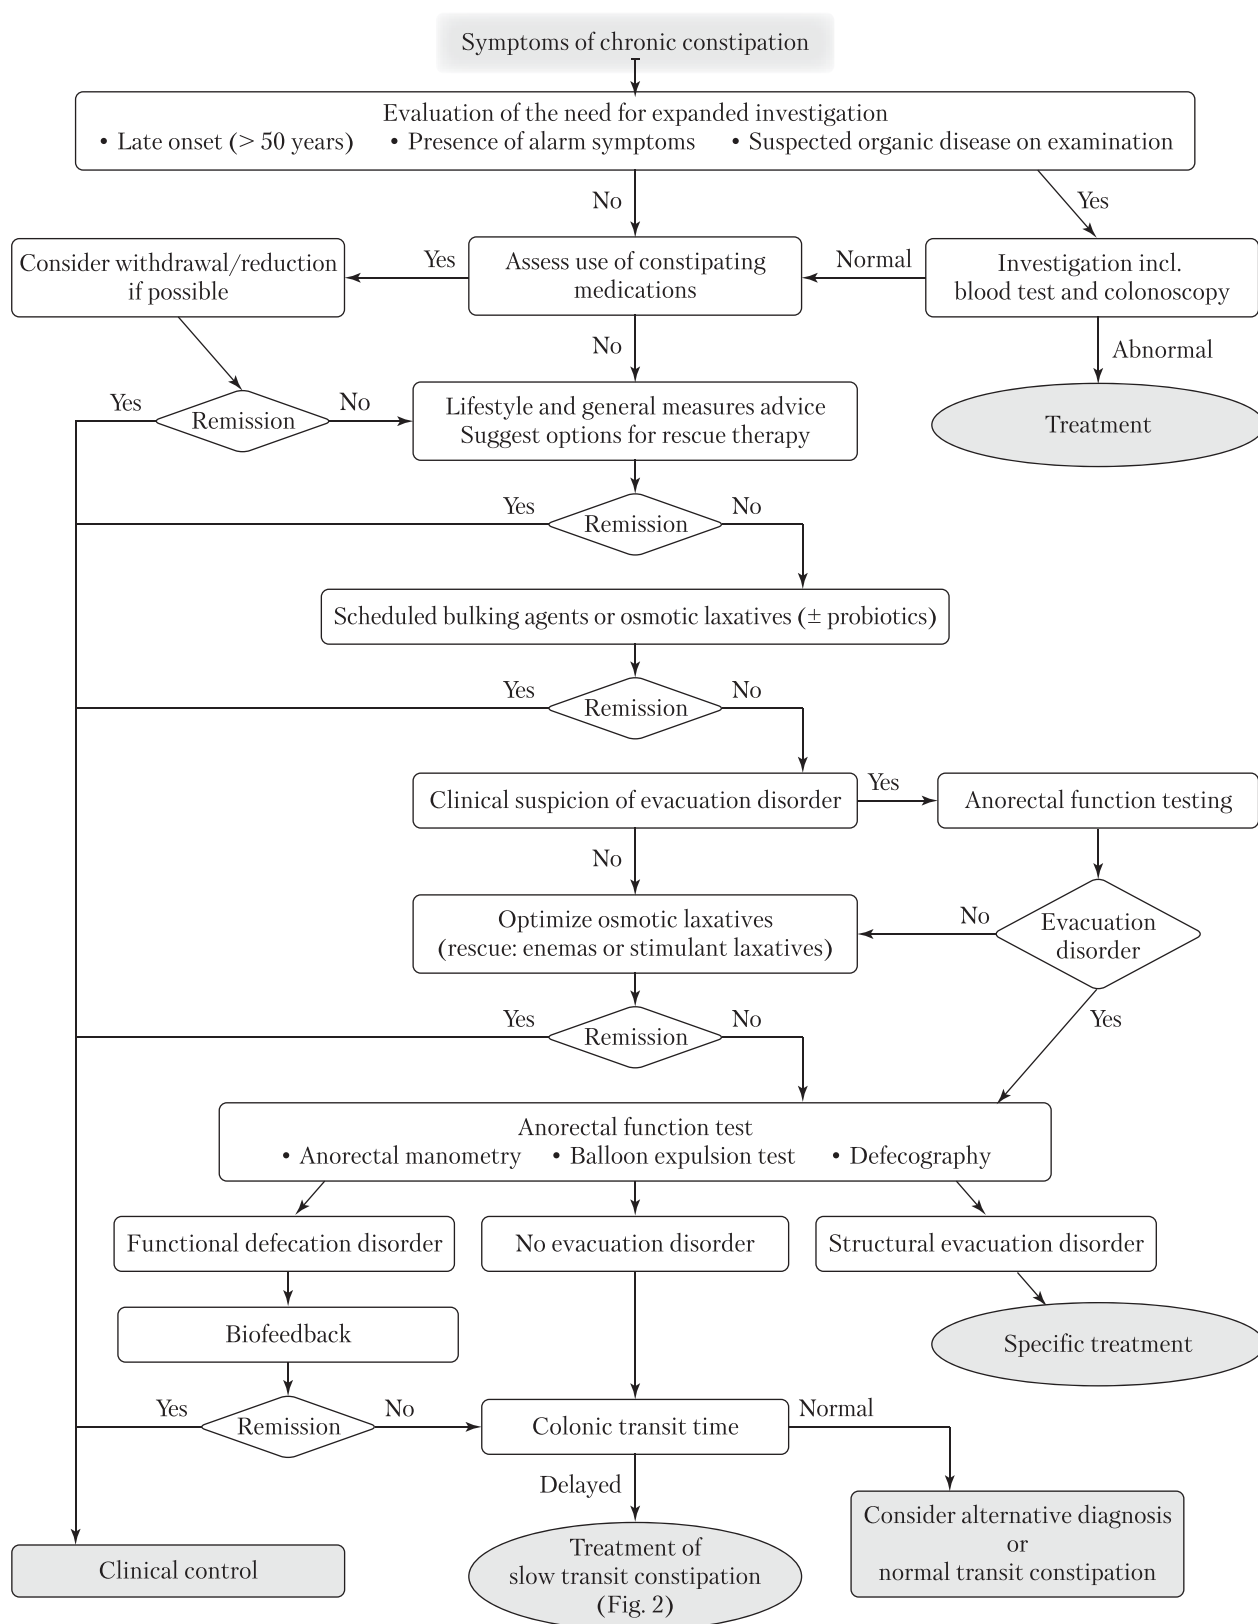 Symptoms of chronic constipation
Evaluation of the need for expanded investigation
• Late onset (> 50 years) • Presence of alarm symptoms • Suspected organic disease on examination
No
Yes
Consider withdrawal/reduction
if possible
Yes
Assess use of constipating
medications
Normal
Investigation incl.
blood test and colonoscopy
No
Abnormal
Yes
Remission
No
Lifestyle and general measures advice
Suggest options for rescue therapy
Treatment
Yes
Remission
No
Scheduled bulking agents or osmotic laxatives (± probiotics)
Yes
Remission
No
Clinical suspicion of evacuation disorder
Yes
Anorectal function testing
No
Optimize osmotic laxatives
(rescue: enemas or stimulant laxatives)
No
Evacuation
disorder
Yes
Remission
No
Yes
Anorectal function test
• Anorectal manometry • Balloon expulsion test • Defecography
Functional defecation disorder
No evacuation disorder
Structural evacuation disorder
Biofeedback
Specific treatment
Yes
Remission
No
Colonic transit time
Normal
Delayed
Clinical control
Treatment of
slow transit constipation
(Fig. 2)
Consider alternative diagnosis
or
normal transit constipation